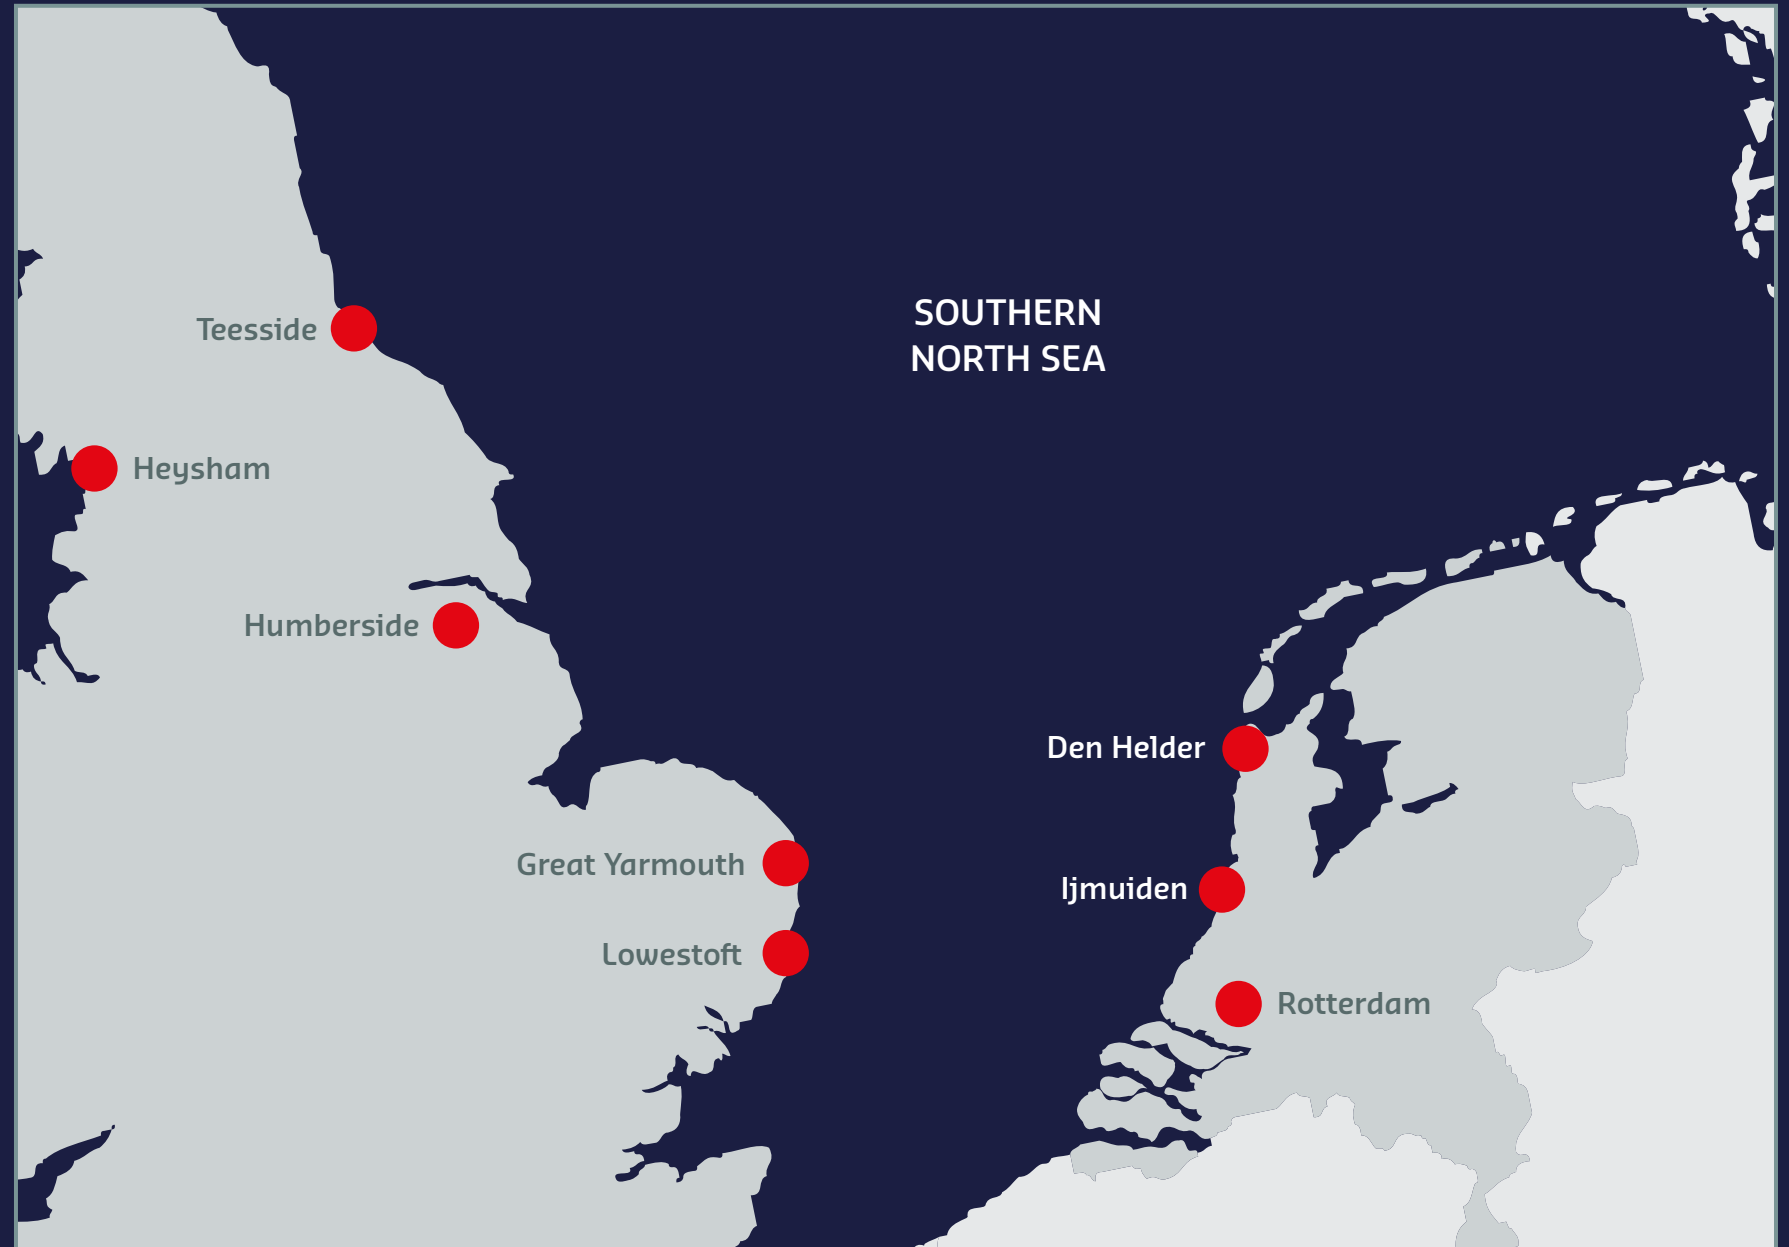 SOUTHERN
NORTH SEA
Teesside
Heysham
Humberside
Den Helder
Great Yarmouth
Ijmuiden
Lowestoft
Rotterdam